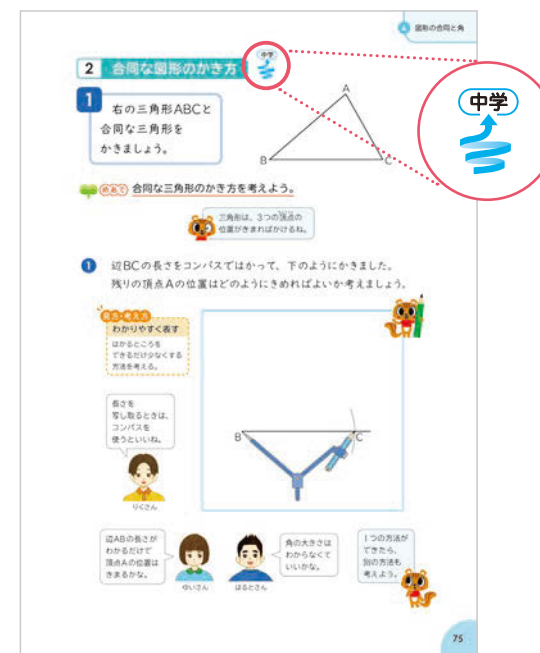 4 図形の合同と角
2 合同な図形のかき方
中学
中学
1
右の三角形ABCと
合同な三角形を
かきましょう。
A
B
C
めあて 合同な三角形のかき方を考えよう。
三角形は、3つの頂点の
位置がきまればかけるね。
1 辺BCの長さをコンパスではかって、下のようにかきました。
残りの頂点Aの位置はどのようにきめればよいか考えましょう。
見方・考え方
わかりやすく表す
はかるところを
できるだけ少なくする
方法を考える。
長さを
写し取るときは、
コンパスを
使うといいね。
りくさん
B
C
辺ABの長さが
わかるだけで
頂点Aの位置は
きまるかな。
ゆいさん
はるとさん
角の大きさは
わからなくて
いいかな。
1つの方法が
できたら、
別の方法も
考えよう。
75